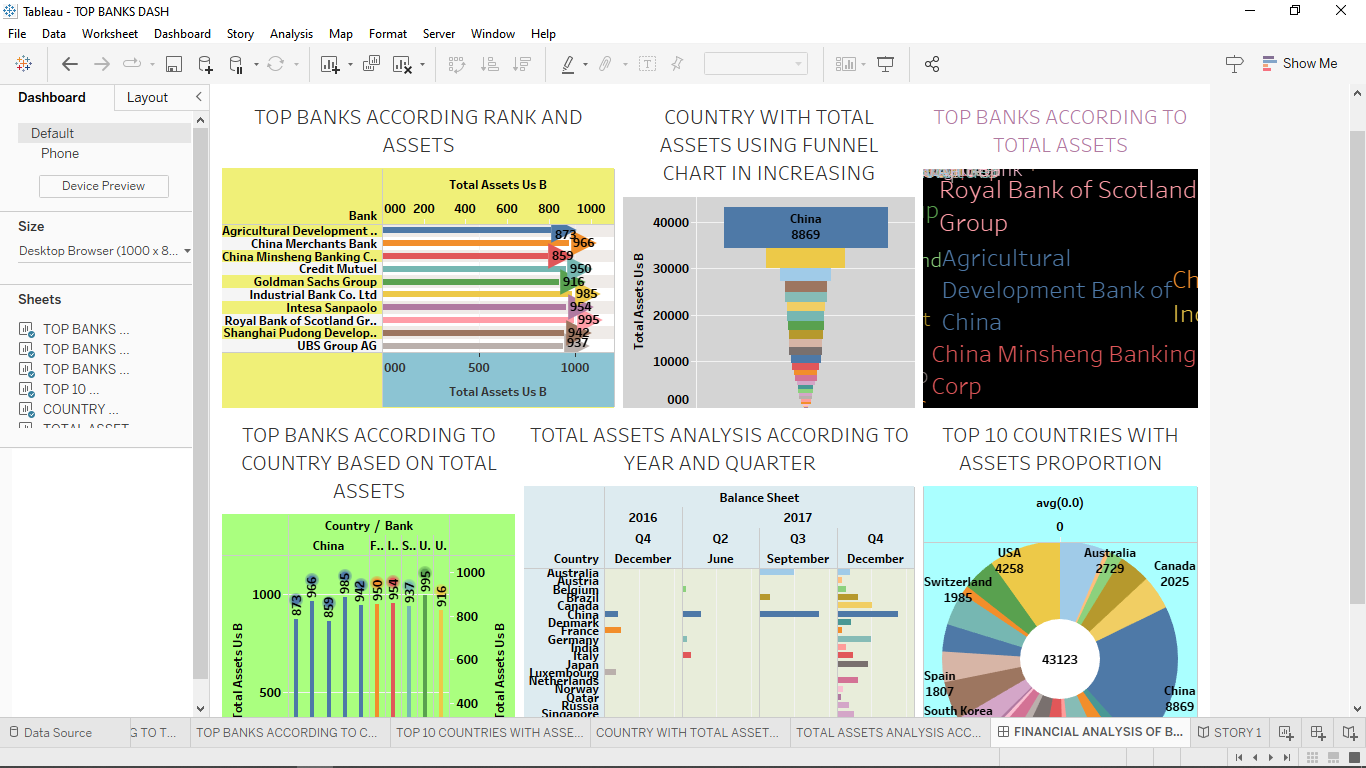 Tableau - TOP BANKS DASH
File Data Worksheet Dashboard Story Analysis Map Format Server Window Help
Show Me
Dashboard Layout
Default
Phone
Device Preview
Size
Desktop Browser (1000 x 8...
Sheets
TOP BANKS ...
TOP BANKS ...
TOP BANKS ...
TOP 10 ...
COUNTRY ...
TOTAL ASSET
TOP BANKS ACCORDING RANK AND
ASSETS
Total Assets Us B
Bank 000 200 400 600 800 1000
Agricultural Development .. 873
China Merchants Bank 966
China Minsheng Banking C.. 859
Credit Mutuel 950
Goldman Sachs Group 916
Industrial Bank Co. Ltd 985
Intesa Sanpaolo 954
Royal Bank of Scotland Gr.. 995
Shanghai Pudong Develop.. 942
UBS Group AG 937
000 500 1000
Total Assets Us B
COUNTRY WITH TOTAL
ASSETS USING FUNNEL
CHART IN INCREASING
Total Assets Us B
40000
30000
20000
10000
000
China
8869
TOP BANKS ACCORDING TO
TOTAL ASSETS
Royal Bank of Scotland
Group
Agricultural
Development Bank of
China
China Minsheng Banking
Corp
TOP BANKS ACCORDING TO
COUNTRY BASED ON TOTAL
ASSETS
Country / Bank
China F.. I.. S.. U. U.
Total Assets Us B
1000
500
873 966 859 985 942 950 954 937 995 916
1000
800
600
400
Total Assets Us B
TOTAL ASSETS ANALYSIS ACCORDING TO
YEAR AND QUARTER
Balance Sheet
2016 2017
Q4 Q2 Q3 Q4
Country December June September December
Australia
Austria
Belgium
Brazil
Canada
China
Denmark
France
Germany
India
Italy
Japan
Luxembourg
Netherlands
Norway
Qatar
Russia
Singapore
TOP 10 COUNTRIES WITH
ASSETS PROPORTION
avg(0.0)
0
USA
4258
Australia
2729
Canada
2025
Switzerland
1985
43123
Spain
1807
South Korea
China
8869
Data Source G TO T... TOP BANKS ACCORDING TO C... TOP 10 COUNTRIES WITH ASSE... COUNTRY WITH TOTAL ASSET... TOTAL ASSETS ANALYSIS ACC... FINANCIAL ANALYSIS OF B... STORY 1